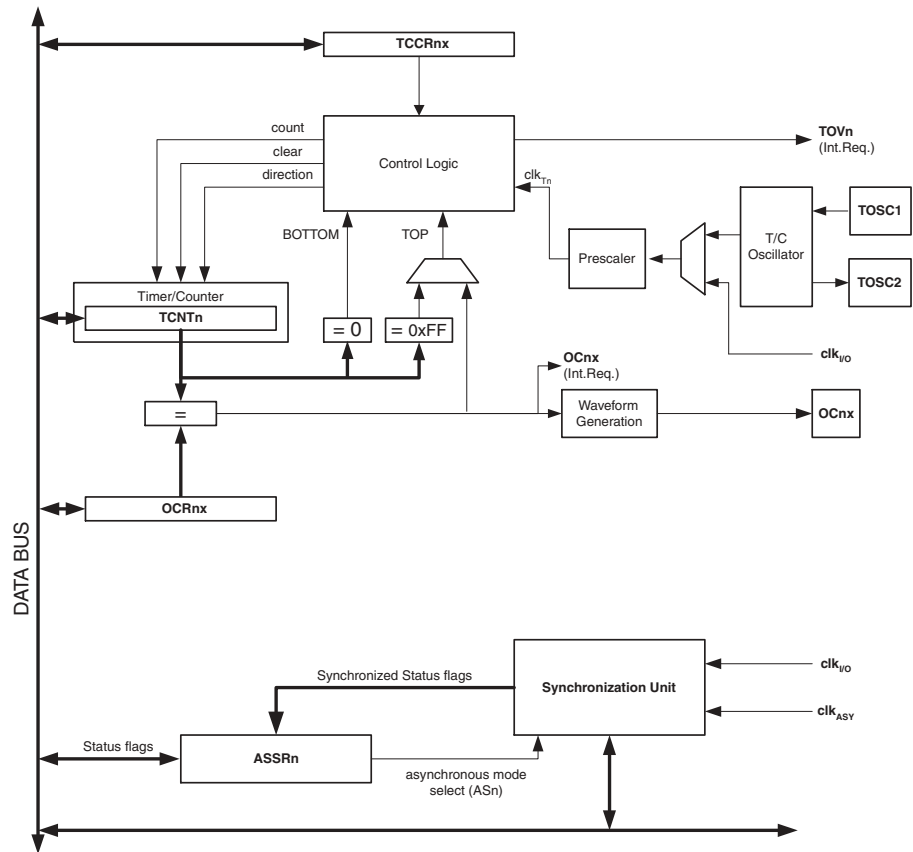 TCCRnx
count
clear
direction
Control Logic
TOVn
(Int.Req.)
clkTn
BOTTOM
TOP
TOSC1
T/C
Oscillator
Prescaler
TOSC2
clkI/O
Timer/Counter
TCNTn
= 0
= 0xFF
OCnx
(Int.Req.)
=
Waveform
Generation
OCnx
OCRnx
DATA BUS
Synchronized Status flags
Synchronization Unit
clkI/O
clkASY
Status flags
ASSRn
asynchronous mode
select (ASn)